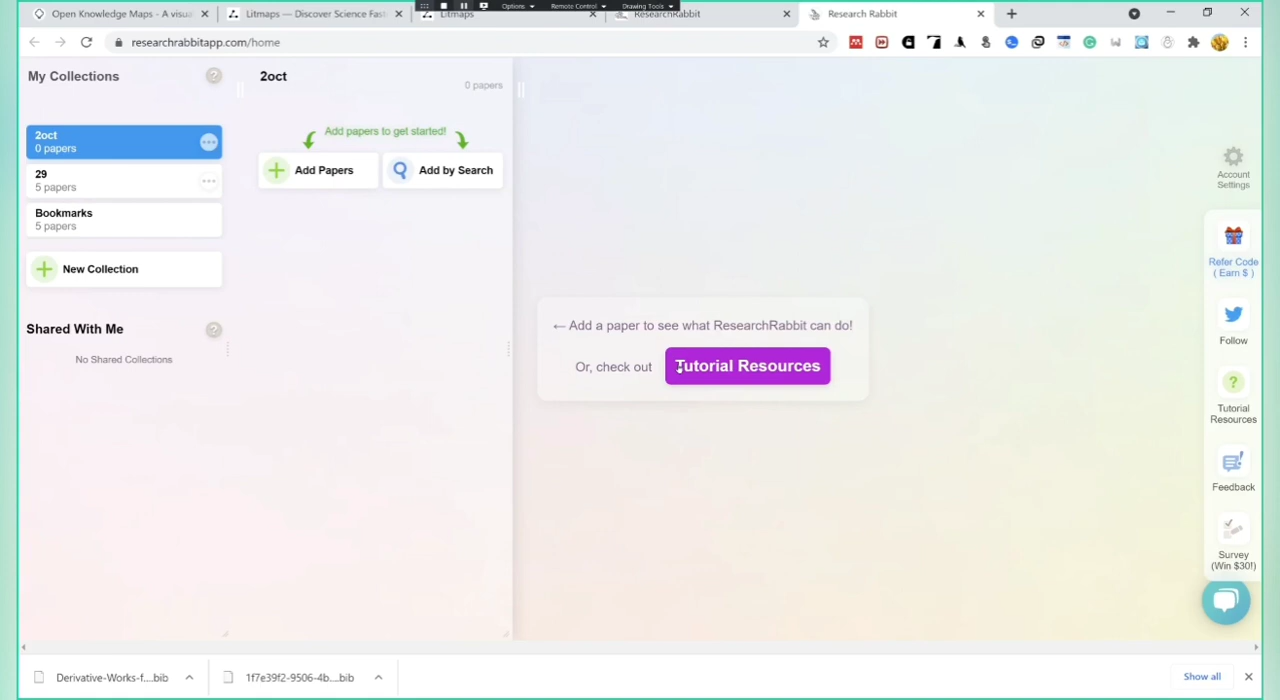 Options Remote Control Drawing Tools
Open Knowledge Maps - A visua
Litmaps — Discover Science Fast
Litmaps
ResearchRabbit
Research Rabbit
researchrabbitapp.com/home
My Collections
2oct
0 papers
29
5 papers
Bookmarks
5 papers
New Collection
Shared With Me
No Shared Collections
2oct
0 papers
Add papers to get started!
Add Papers
Add by Search
← Add a paper to see what ResearchRabbit can do!
Or, check out Tutorial Resources
Account
Settings
Refer Code
( Earn $ )
Follow
Tutorial
Resources
Feedback
Survey
(Win $30!)
Derivative-Works-f....bib
1f7e39f2-9506-4b....bib
Show all